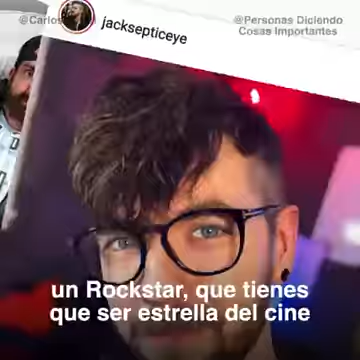 @Carlos
jacksepticeye
@Personas Diciendo
Cosas Importantes
un Rockstar, que tienes
que ser estrella del cine